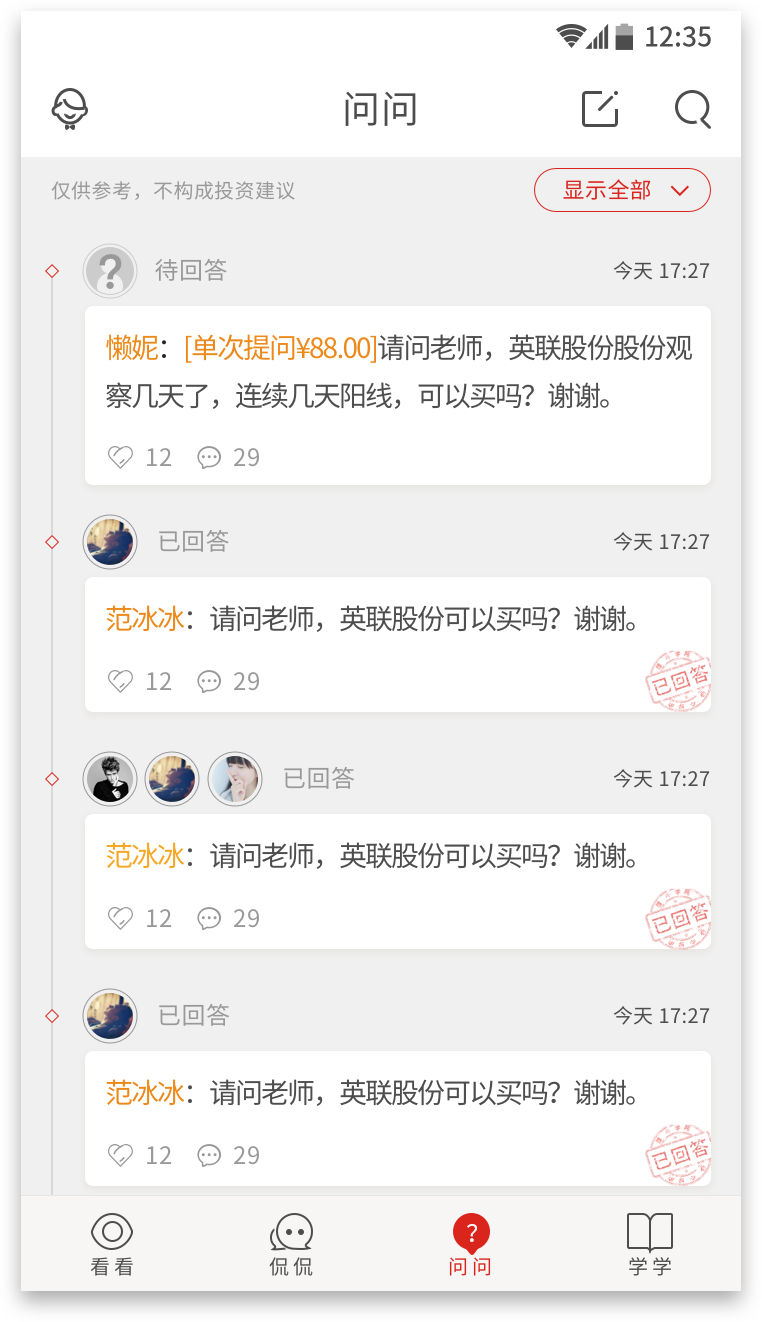 12:35
问问
仅供参考，不构成投资建议
显示全部
待回答
今天 17:27
懒妮：[单次提问¥88.00]请问老师，英联股份股份观
察几天了，连续几天阳线，可以买吗？谢谢。
12 29
已回答
今天 17:27
范冰冰：请问老师，英联股份可以买吗？谢谢。
12 29
已回答
已回答
今天 17:27
范冰冰：请问老师，英联股份可以买吗？谢谢。
12 29
已回答
已回答
今天 17:27
范冰冰：请问老师，英联股份可以买吗？谢谢。
12 29
已回答
看看
侃侃
问问
学学